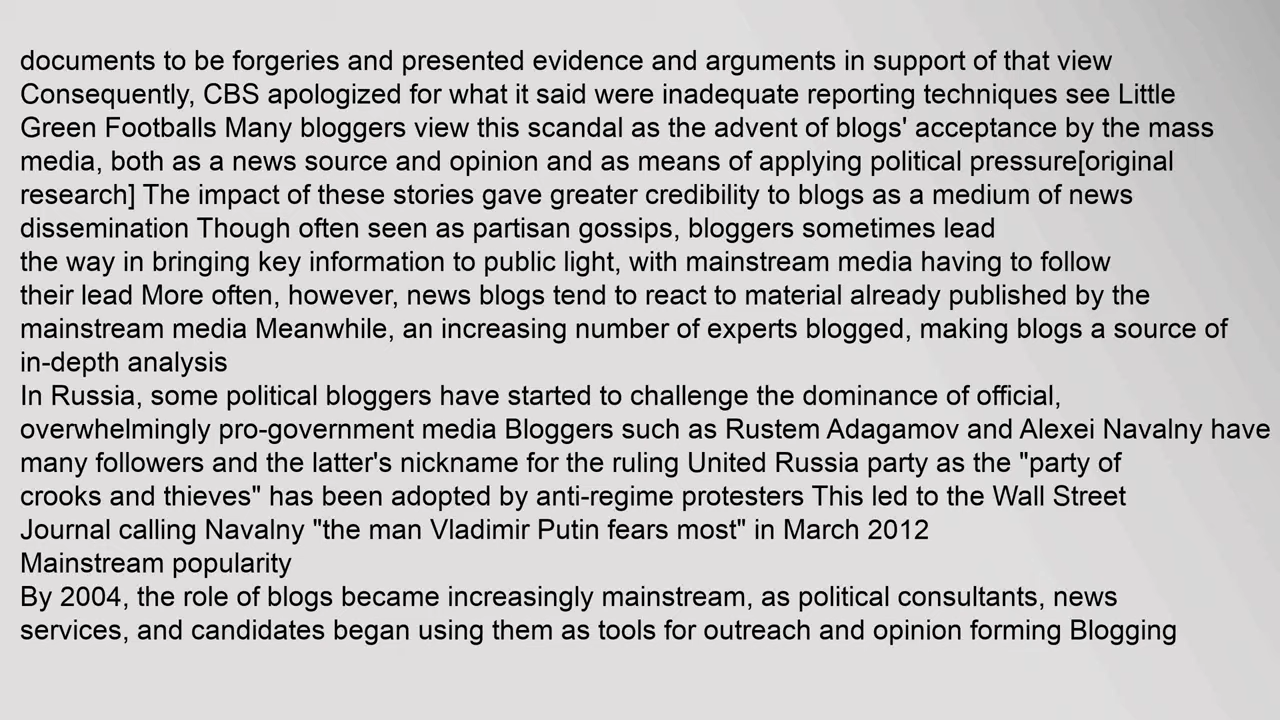 documents to be forgeries and presented evidence and arguments in support of that view
Consequently, CBS apologized for what it said were inadequate reporting techniques see Little
Green Footballs Many bloggers view this scandal as the advent of blogs' acceptance by the mass
media, both as a news source and opinion and as means of applying political pressure[original
research] The impact of these stories gave greater credibility to blogs as a medium of news
dissemination Though often seen as partisan gossips, bloggers sometimes lead
the way in bringing key information to public light, with mainstream media having to follow
their lead More often, however, news blogs tend to react to material already published by the
mainstream media Meanwhile, an increasing number of experts blogged, making blogs a source of
in-depth analysis
In Russia, some political bloggers have started to challenge the dominance of official,
overwhelmingly pro-government media Bloggers such as Rustem Adagamov and Alexei Navalny have
many followers and the latter's nickname for the ruling United Russia party as the "party of
crooks and thieves" has been adopted by anti-regime protesters This led to the Wall Street
Journal calling Navalny "the man Vladimir Putin fears most" in March 2012
Mainstream popularity
By 2004, the role of blogs became increasingly mainstream, as political consultants, news
services, and candidates began using them as tools for outreach and opinion forming Blogging